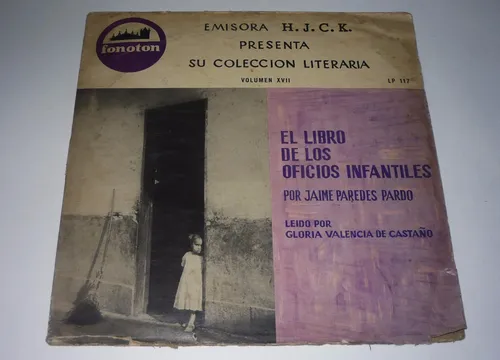 fonoton
EMISORA H.J.C.K.
PRESENTA
SU COLECCION LITERARIA
VOLUMEN XVII
LP 117
EL LIBRO
DE LOS
OFICIOS INFANTILES
POR JAIME PAREDES PARDO
LEIDO POR
GLORIA VALENCIA DE CASTAÑO